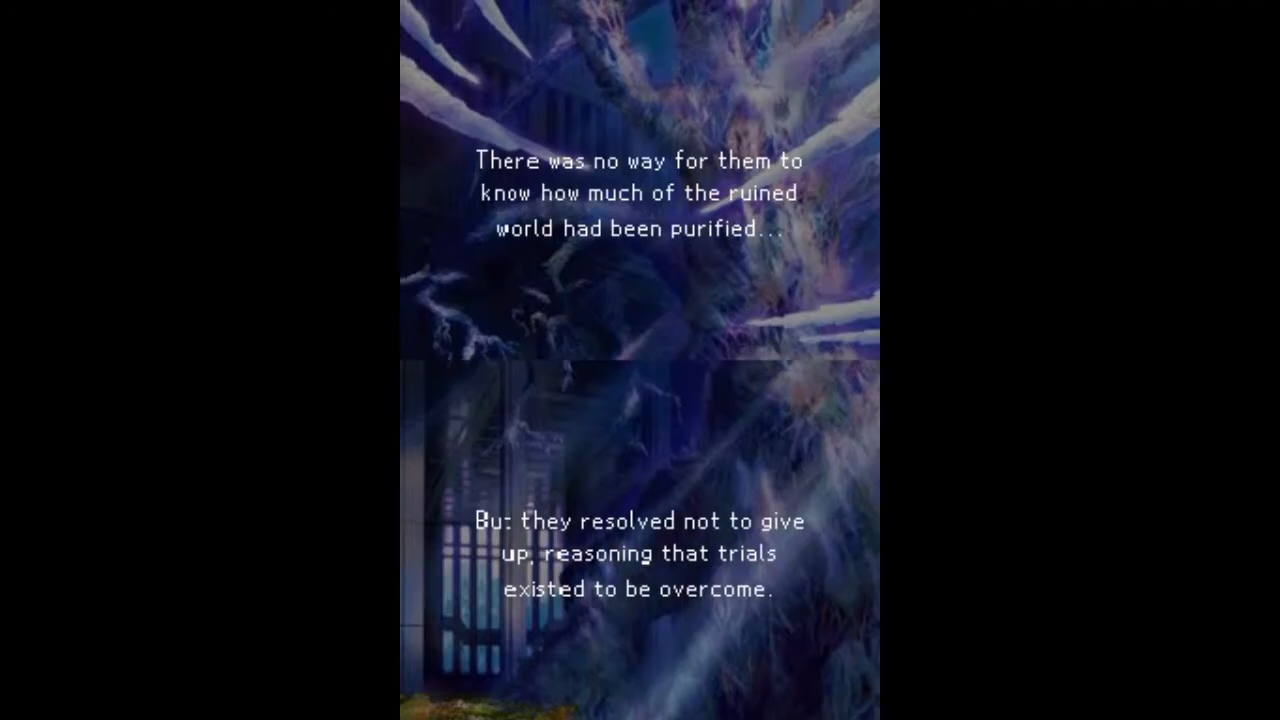 There was no way for them to
know how much of the ruined
world had been purified...
But they resolved not to give
up, reasoning that trials
existed to be overcome.